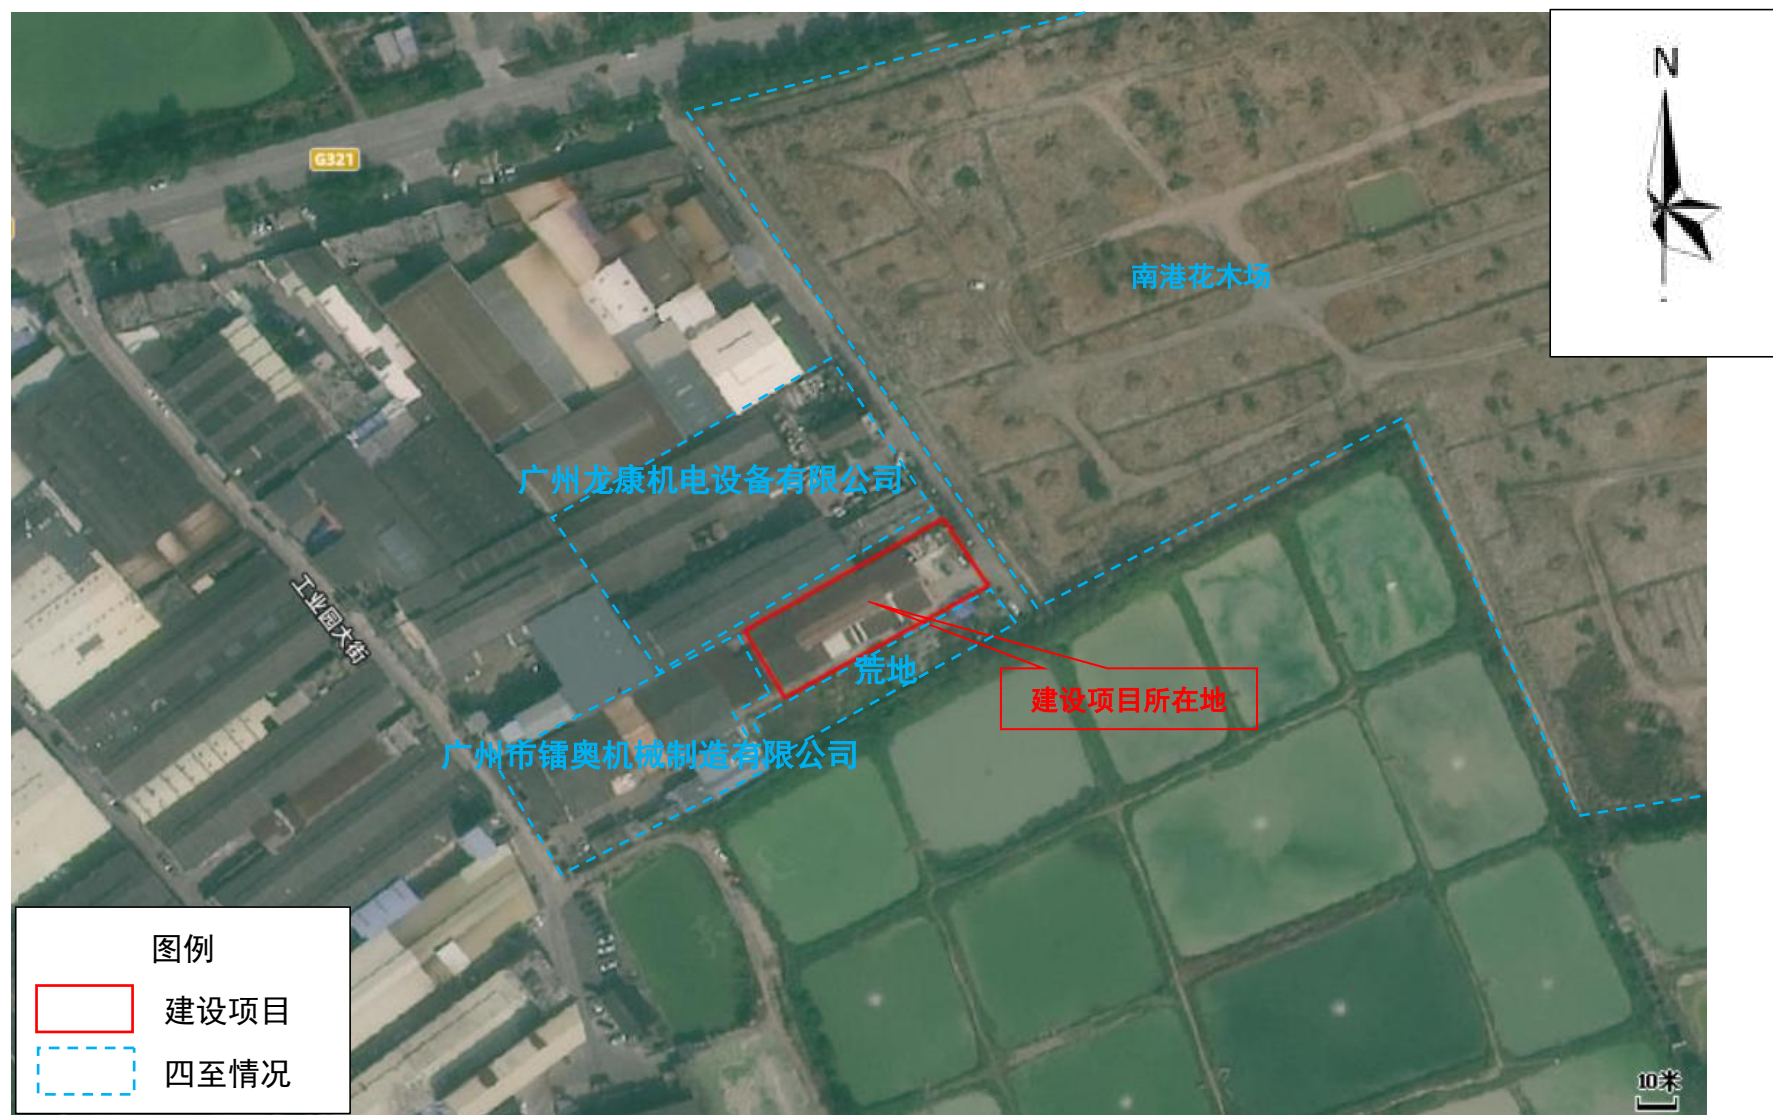 N
G321
南港花木场
广州龙康机电设备有限公司
工业园大街
荒地
建设项目所在地
广州市镭奥机械制造有限公司
图例
建设项目
四至情况
10米